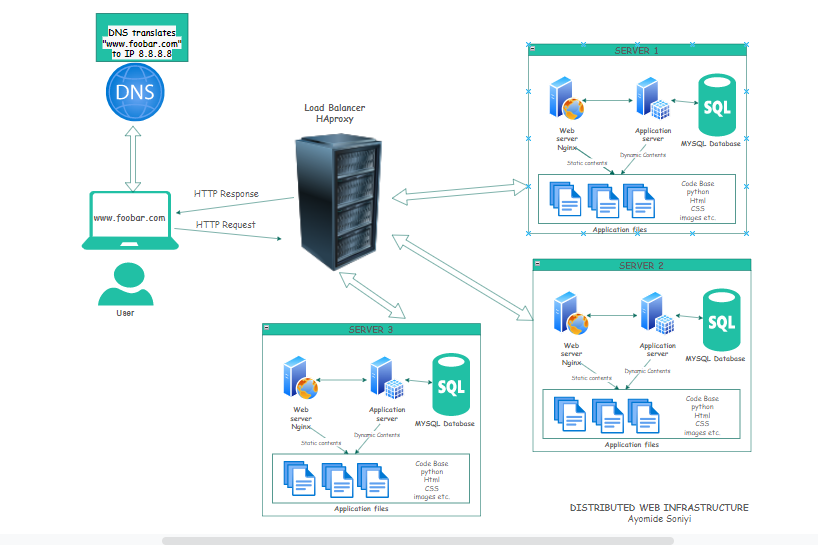 DNS translates
"www.foobar.com"
to IP 8.8.8.8
DNS
www.foobar.com
User
HTTP Response
HTTP Request
Load Balancer
HAproxy
SERVER 1
Web
server
Nginx
Application
server
SQL
MYSQL Database
Static contents
Dynamic Contents
Code Base
python
Html
CSS
images etc.
Application files
SERVER 2
Web
server
Nginx
Application
server
SQL
MYSQL Database
Static contents
Dynamic Contents
Code Base
python
Html
CSS
images etc.
Application files
SERVER 3
Web
server
Nginx
Application
server
SQL
MYSQL Database
Static contents
Dynamic Contents
Code Base
python
Html
CSS
images etc.
Application files
DISTRIBUTED WEB INFRASTRUCTURE
Ayomide Soniyi